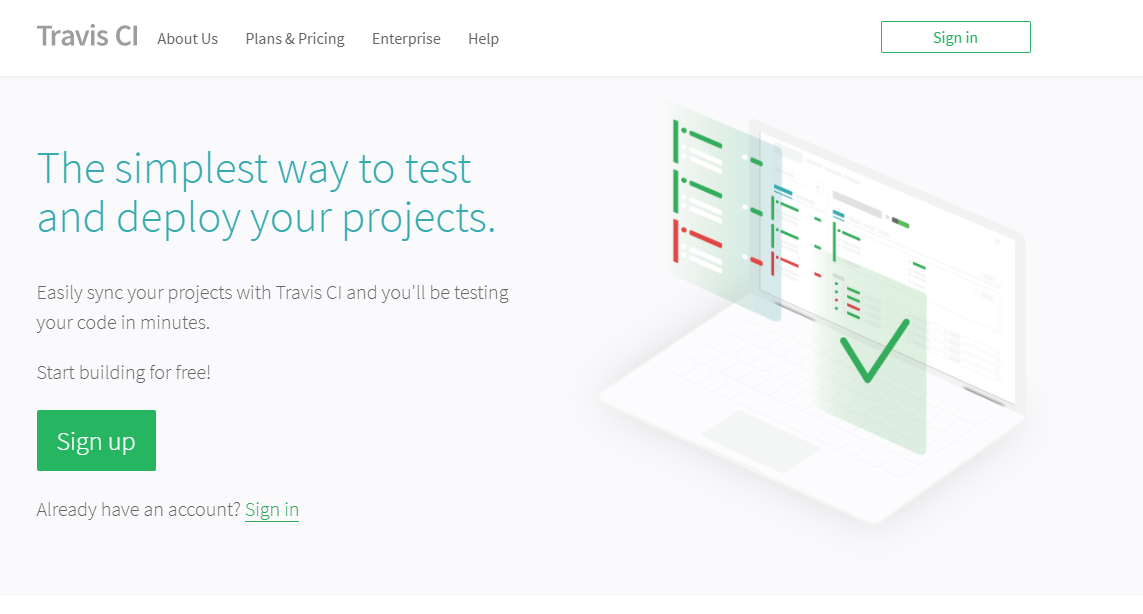 Travis CI About Us Plans & Pricing Enterprise Help Sign in
The simplest way to test
and deploy your projects.
Easily sync your projects with Travis CI and you'll be testing
your code in minutes.
Start building for free!
Sign up
Already have an account? Sign in